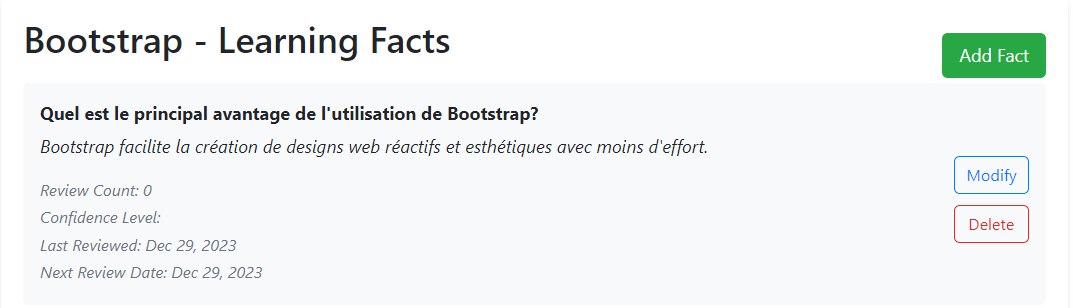 Bootstrap - Learning Facts
Add Fact
Quel est le principal avantage de l'utilisation de Bootstrap?
Bootstrap facilite la création de designs web réactifs et esthétiques avec moins d'effort.
Review Count: 0
Confidence Level:
Last Reviewed: Dec 29, 2023
Next Review Date: Dec 29, 2023
Modify
Delete